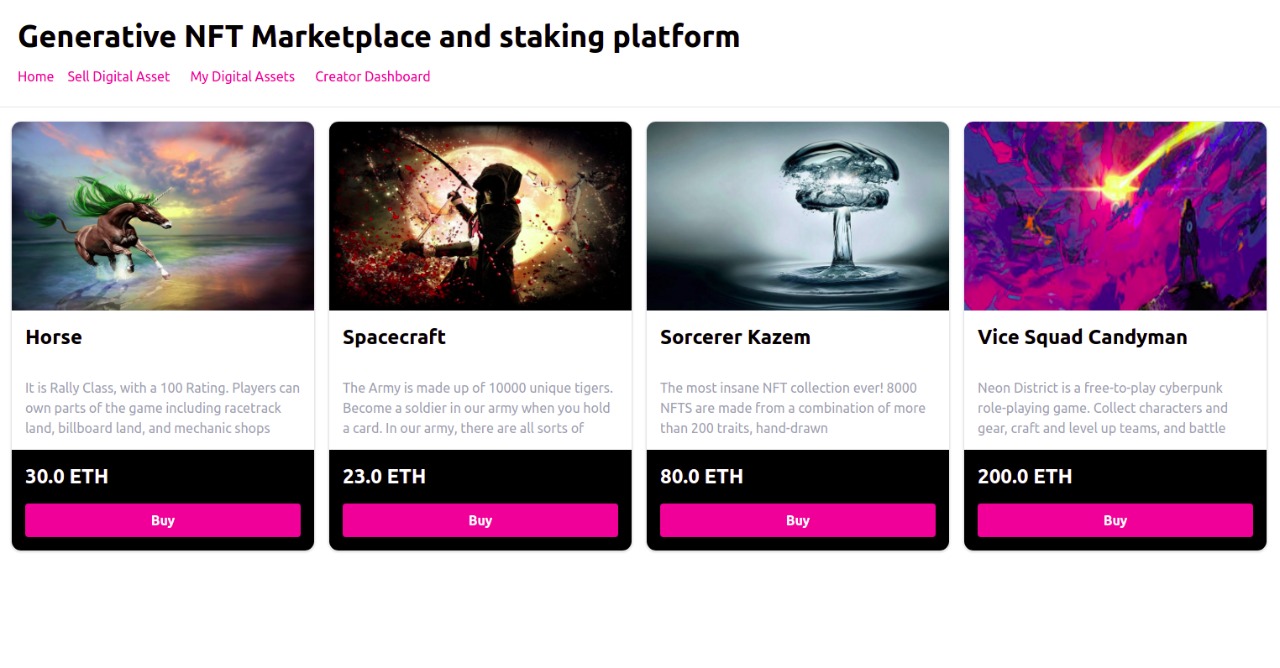 Generative NFT Marketplace and staking platform
Home Sell Digital Asset My Digital Assets Creator Dashboard
Horse
It is Rally Class, with a 100 Rating. Players can
own parts of the game including racetrack
land, billboard land, and mechanic shops
30.0 ETH
Buy
Spacecraft
The Army is made up of 10000 unique tigers.
Become a soldier in our army when you hold
a card. In our army, there are all sorts of
23.0 ETH
Buy
Sorcerer Kazem
The most insane NFT collection ever! 8000
NFTS are made from a combination of more
than 200 traits, hand-drawn
80.0 ETH
Buy
Vice Squad Candyman
Neon District is a free-to-play cyberpunk
role-playing game. Collect characters and
gear, craft and level up teams, and battle
200.0 ETH
Buy